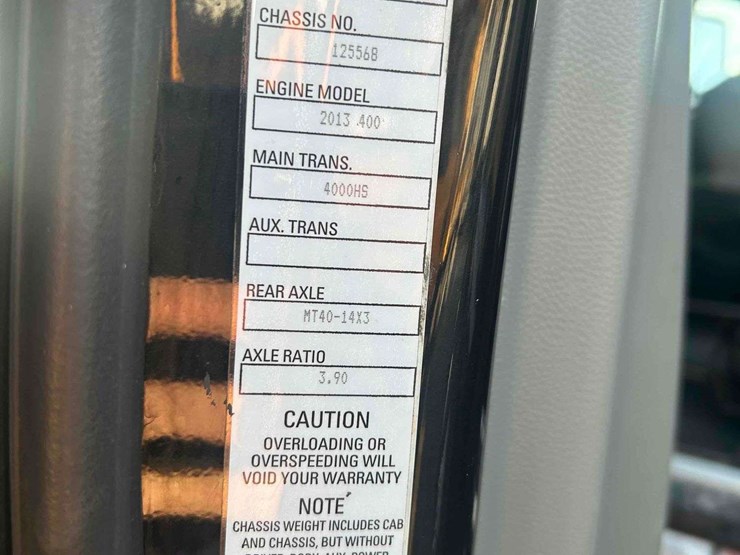 CHASSIS NO.
125568
ENGINE MODEL
2013 400
MAIN TRANS.
4000HS
AUX. TRANS
REAR AXLE
MT40-14X3
AXLE RATIO
3.90
CAUTION
OVERLOADING OR
OVERSPEEDING WILL
VOID YOUR WARRANTY
NOTE
CHASSIS WEIGHT INCLUDES CAB
AND CHASSIS, BUT WITHOUT